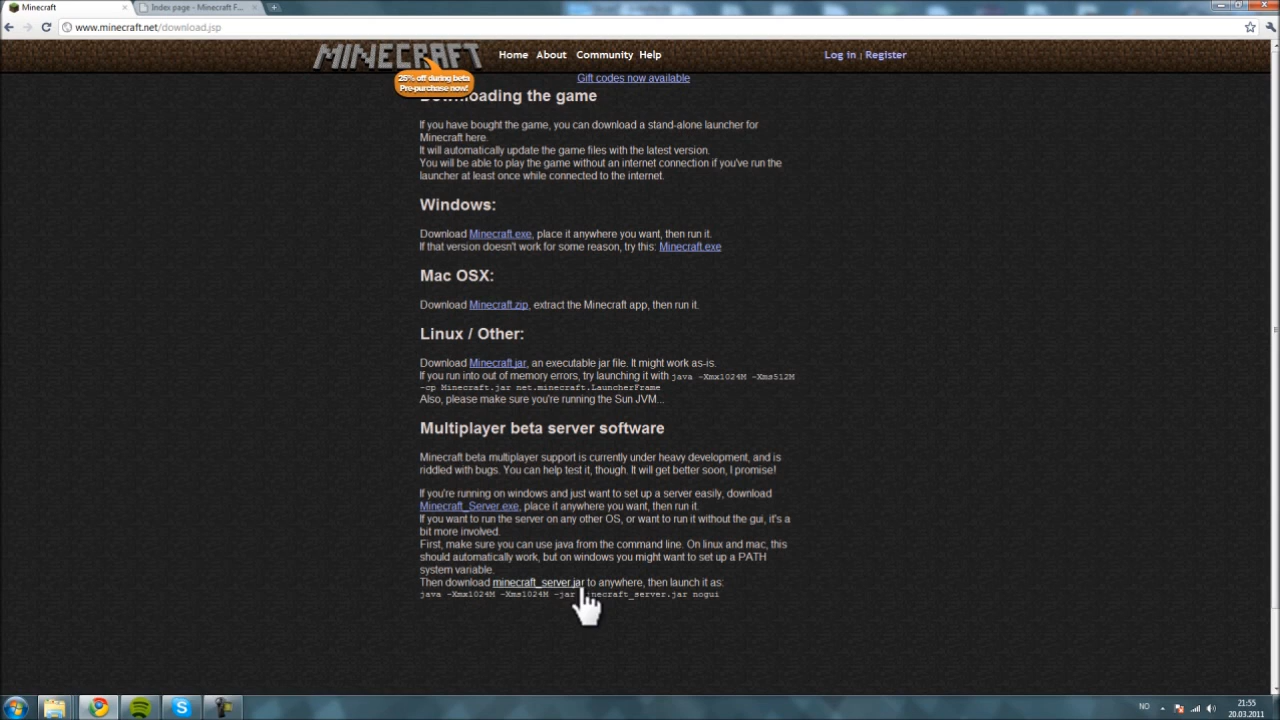 Minecraft
Index page - Minecraft F...
www.minecraft.net/download.jsp
MINECRAFT
Home About Community Help
Log in | Register
25% off during beta
Pre-purchase now!
Gift codes now available
Downloading the game
If you have bought the game, you can download a stand-alone launcher for
Minecraft here.
It will automatically update the game files with the latest version.
You will be able to play the game without an internet connection if you've run the
launcher at least once while connected to the internet.
Windows:
Download Minecraft.exe, place it anywhere you want, then run it.
If that version doesn't work for some reason, try this: Minecraft.exe
Mac OSX:
Download Minecraft.zip, extract the Minecraft app, then run it.
Linux / Other:
Download Minecraft.jar, an executable jar file. It might work as-is.
If you run into out of memory errors, try launching it with java -Xmx1024M -Xms512M
-cp Minecraft.jar net.minecraft.LauncherFrame
Also, please make sure you're running the Sun JVM...
Multiplayer beta server software
Minecraft beta multiplayer support is currently under heavy development, and is
riddled with bugs. You can help test it, though. It will get better soon, I promise!
If you're running on windows and just want to set up a server easily, download
Minecraft_Server.exe, place it anywhere you want, then run it.
If you want to run the server on any other OS, or want to run it without the gui, it's a
bit more involved.
First, make sure you can use java from the command line. On linux and mac, this
should automatically work, but on windows you might want to set up a PATH
system variable.
Then download minecraft_server.jar to anywhere, then launch it as:
java -Xmx1024M -Xms1024M -jar minecraft_server.jar nogui
NO
21:55
20.03.2011